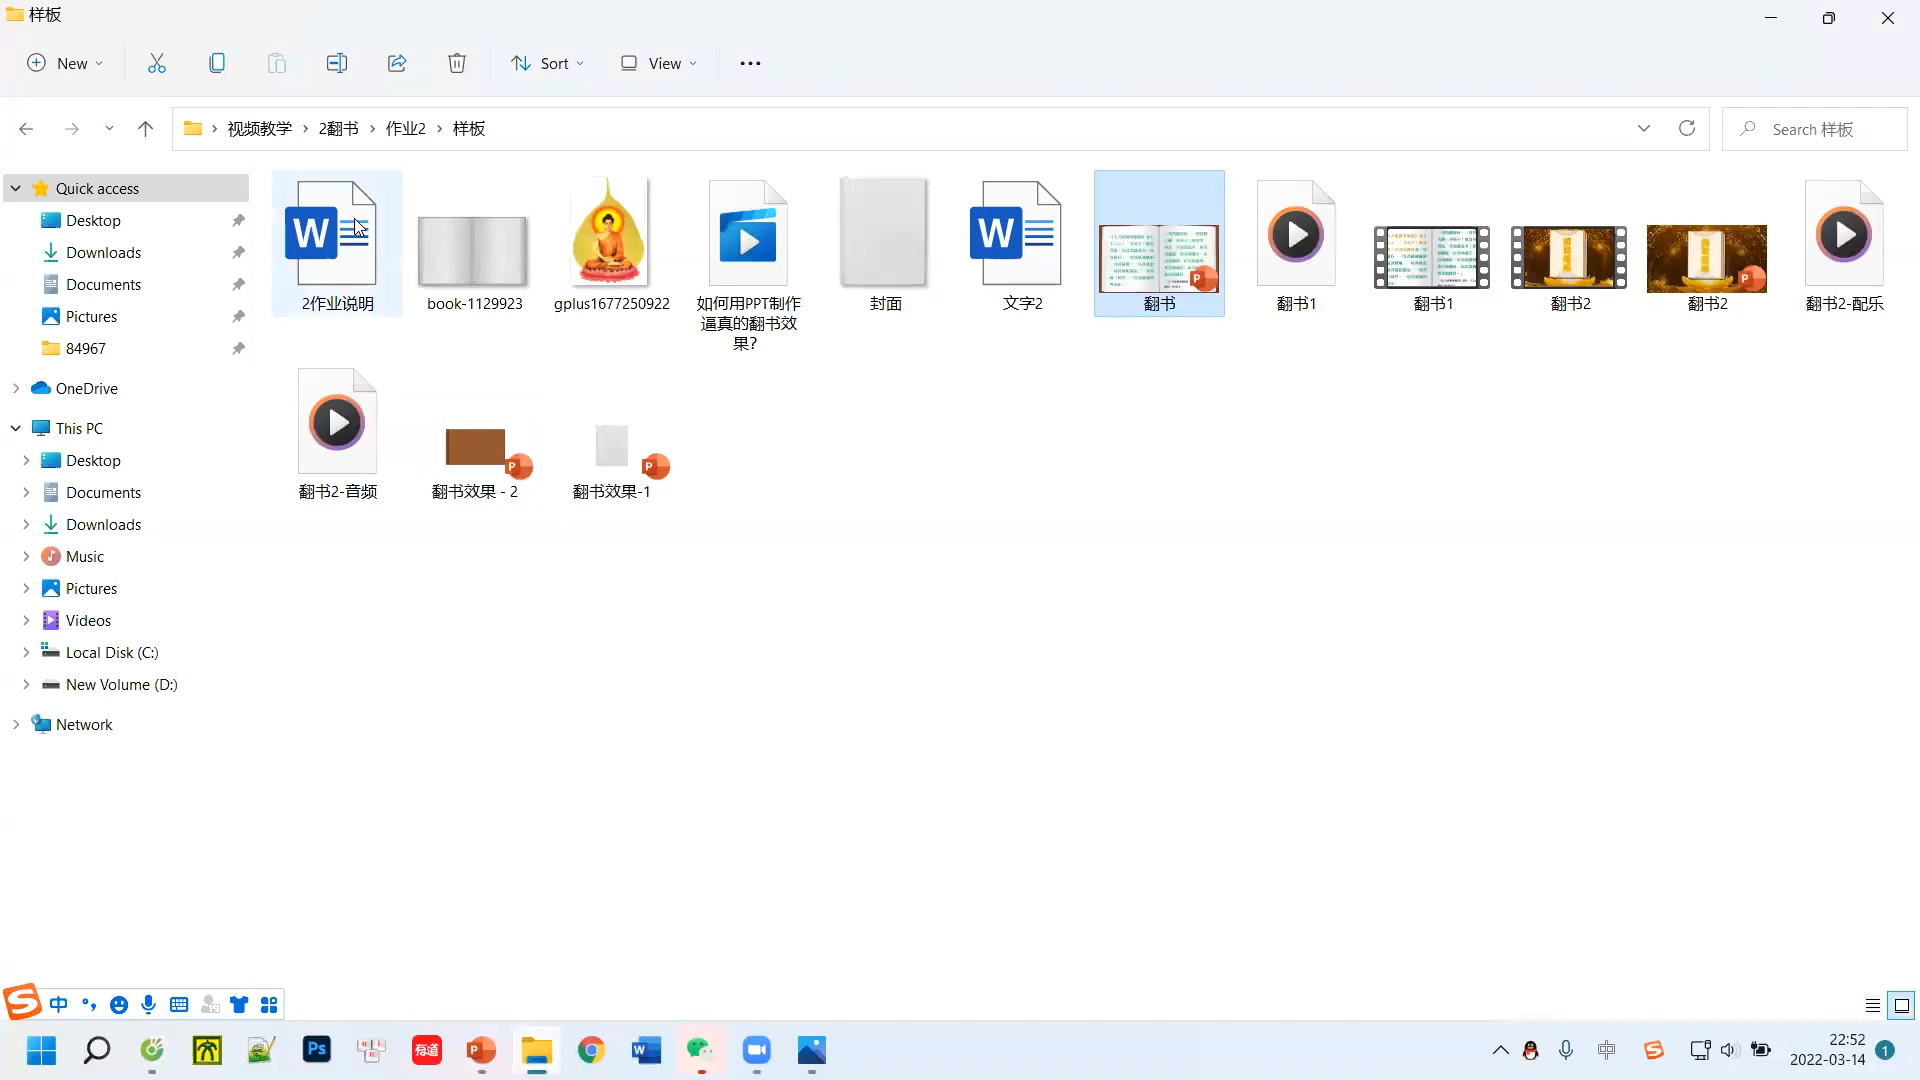 样板
New
Sort
View
视频教学 › 2翻书 › 作业2 › 样板
Search 样板
Quick access
Desktop
Downloads
Documents
Pictures
84967
OneDrive
This PC
Desktop
Documents
Downloads
Music
Pictures
Videos
Local Disk (C:)
New Volume (D:)
Network
2作业说明
book-1129923
gplus1677250922
如何用PPT制作
逼真的翻书效
果?
封面
文字2
翻书
翻书1
翻书1
翻书2
翻书2
翻书2-配乐
翻书2-音频
翻书效果 - 2
翻书效果-1
中
Ps
有道
中
22:52
2022-03-14
1